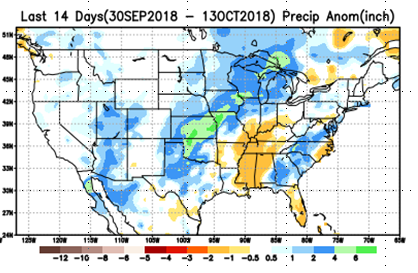 Last 14 Days(30SEP2018 – 13OCT2018) Precip Anom(inch)
51N
48N
45N
42N
39N
36N
33N
30N
27N
24N
125W 120W 115W 110W 105W 100W 95W 90W 85W 80W 75W 70W 65W
-12 -10 -8 -6 -5 -4 -3 -2 -1 -0.5 0.5 1 2 4 6